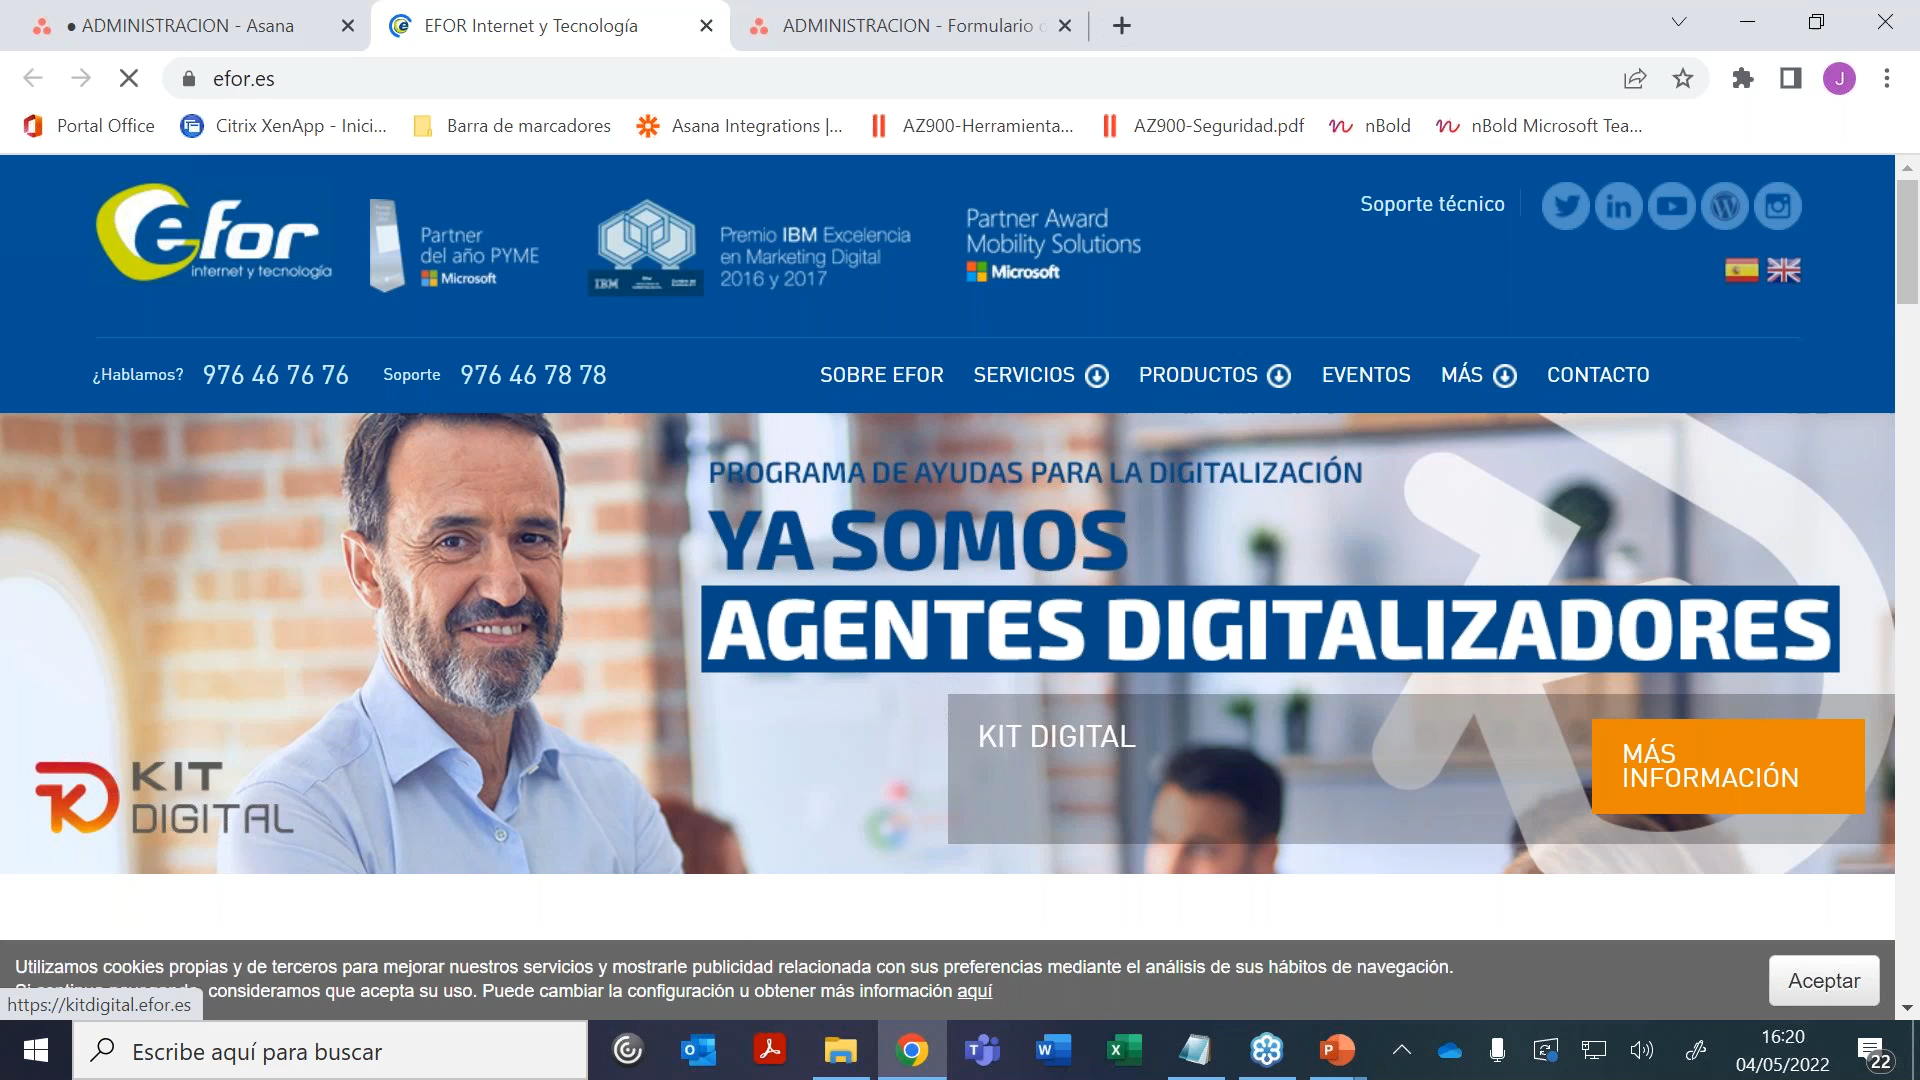 ● ADMINISTRACION - Asana
EFOR Internet y Tecnología
ADMINISTRACION - Formulario
efor.es
J
Portal Office
Citrix XenApp - Inici...
Barra de marcadores
Asana Integrations |...
AZ900-Herramienta...
AZ900-Seguridad.pdf
nBold
nBold Microsoft Tea...
efor
internet y tecnología
Partner
del año PYME
Microsoft
IBM
Premio IBM Excelencia
en Marketing Digital
2016 y 2017
Partner Award
Mobility Solutions
Microsoft
Soporte técnico
¿Hablamos? 976 46 76 76 Soporte 976 46 78 78
SOBRE EFOR SERVICIOS PRODUCTOS EVENTOS MÁS CONTACTO
PROGRAMA DE AYUDAS PARA LA DIGITALIZACIÓN
YA SOMOS
AGENTES DIGITALIZADORES
KIT DIGITAL
MÁS
INFORMACIÓN
KIT
DIGITAL
Utilizamos cookies propias y de terceros para mejorar nuestros servicios y mostrarle publicidad relacionada con sus preferencias mediante el análisis de sus hábitos de navegación.
consideramos que acepta su uso. Puede cambiar la configuración u obtener más información aquí
Aceptar
https://kitdigital.efor.es
Escribe aquí para buscar
16:20
04/05/2022
22